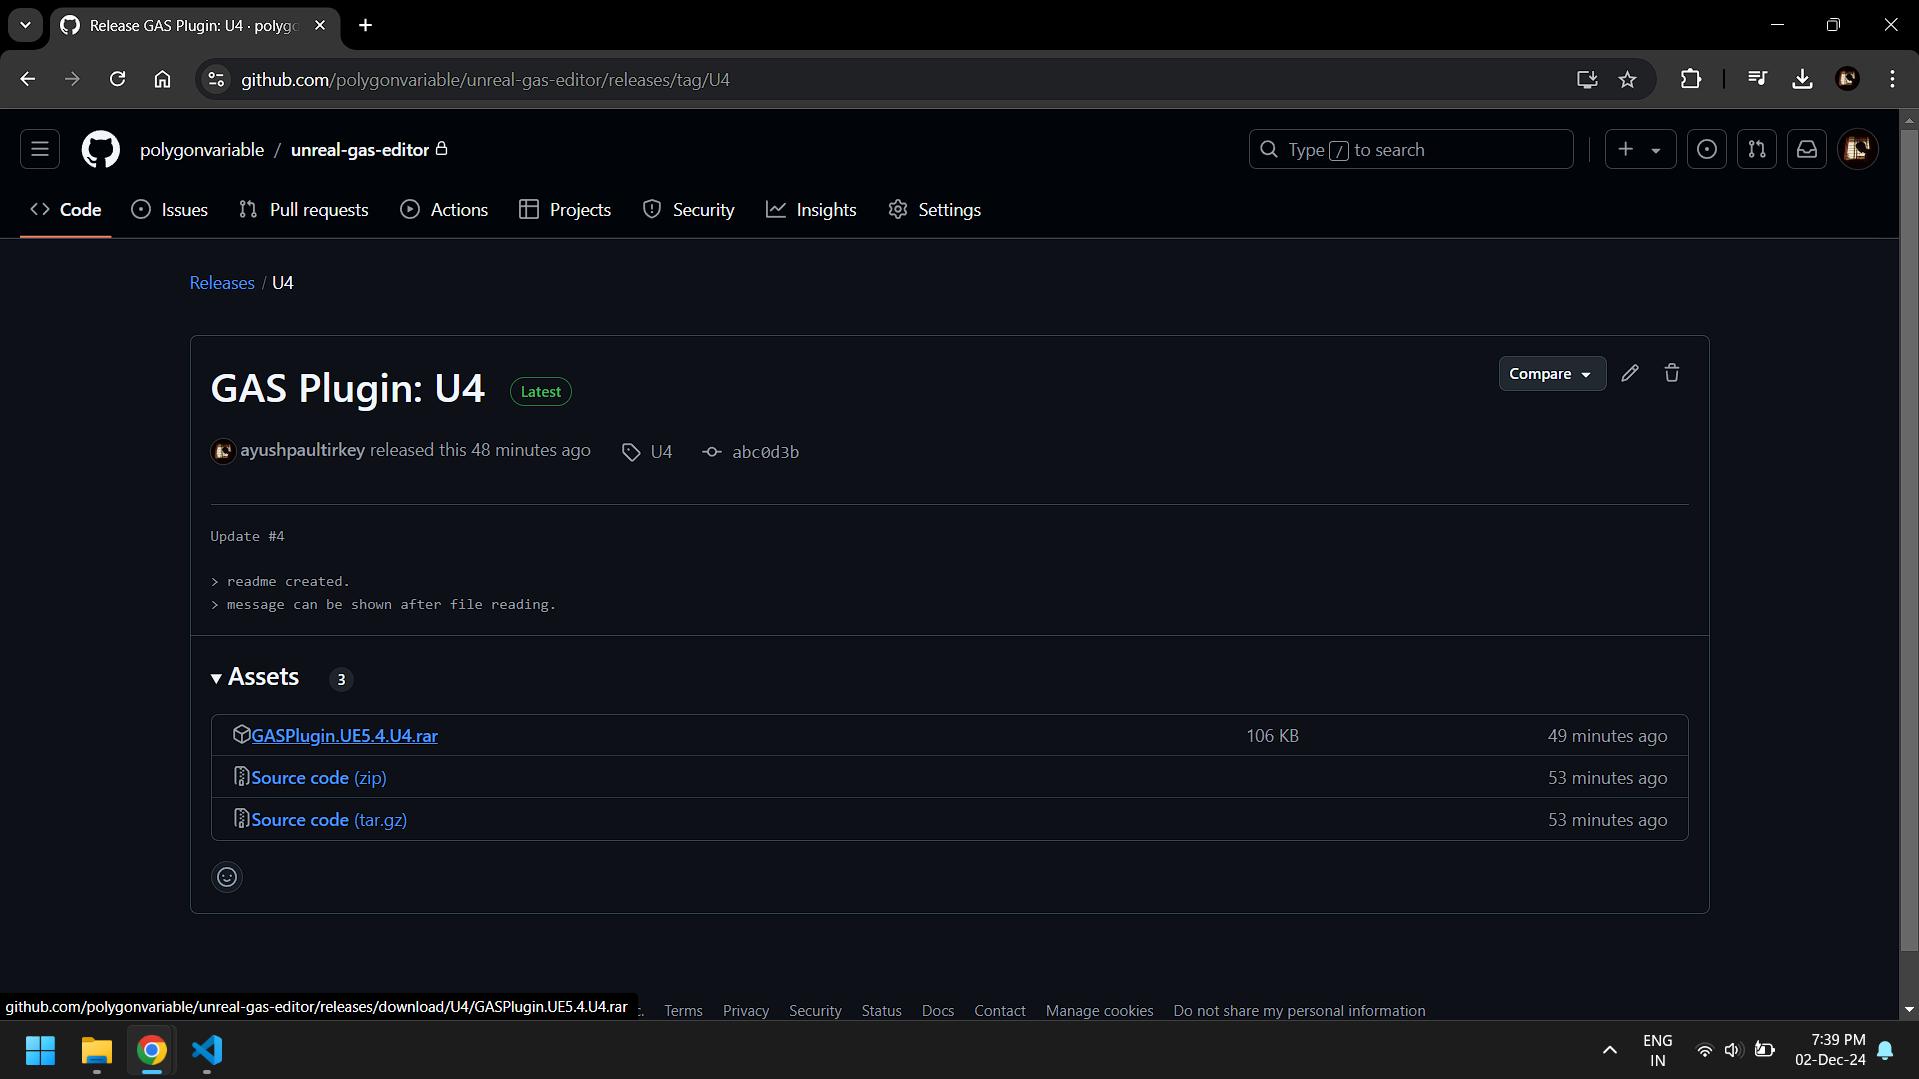 Release GAS Plugin: U4 · polygo
github.com/polygonvariable/unreal-gas-editor/releases/tag/U4
polygonvariable / unreal-gas-editor
Type / to search
Code Issues Pull requests Actions Projects Security Insights Settings
Releases / U4
GAS Plugin: U4 Latest
Compare
ayushpaultirkey released this 48 minutes ago U4 abc0d3b
Update #4
> readme created.
> message can be shown after file reading.
Assets 3
GASPlugin.UE5.4.U4.rar 106 KB 49 minutes ago
Source code (zip) 53 minutes ago
Source code (tar.gz) 53 minutes ago
github.com/polygonvariable/unreal-gas-editor/releases/download/U4/GASPlugin.UE5.4.U4.rar
Terms Privacy Security Status Docs Contact Manage cookies Do not share my personal information
ENG
IN
7:39 PM
02-Dec-24